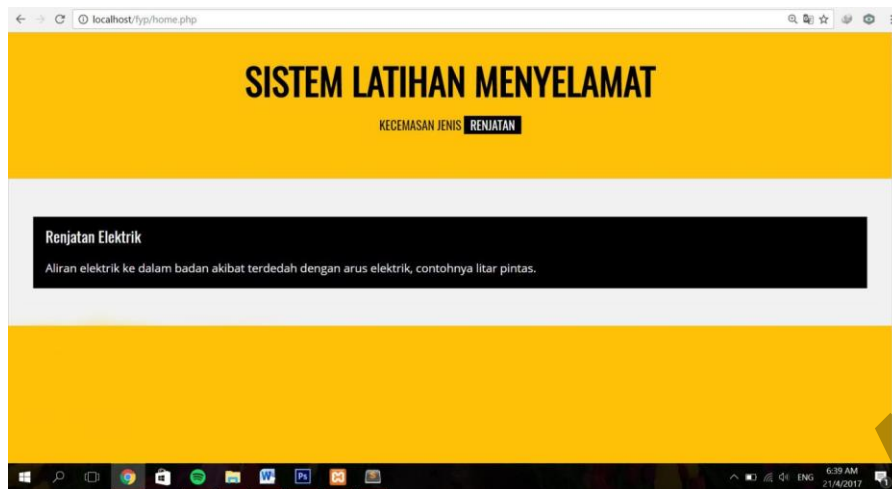 localhost/fyp/home.php
SISTEM LATIHAN MENYELAMAT
KECEMASAN JENIS RENJATAN
Renjatan Elektrik
Aliran elektrik ke dalam badan akibat terdedah dengan arus elektrik, contohnya litar pintas.
W
Ps
ENG
6:39 AM
21/4/2017